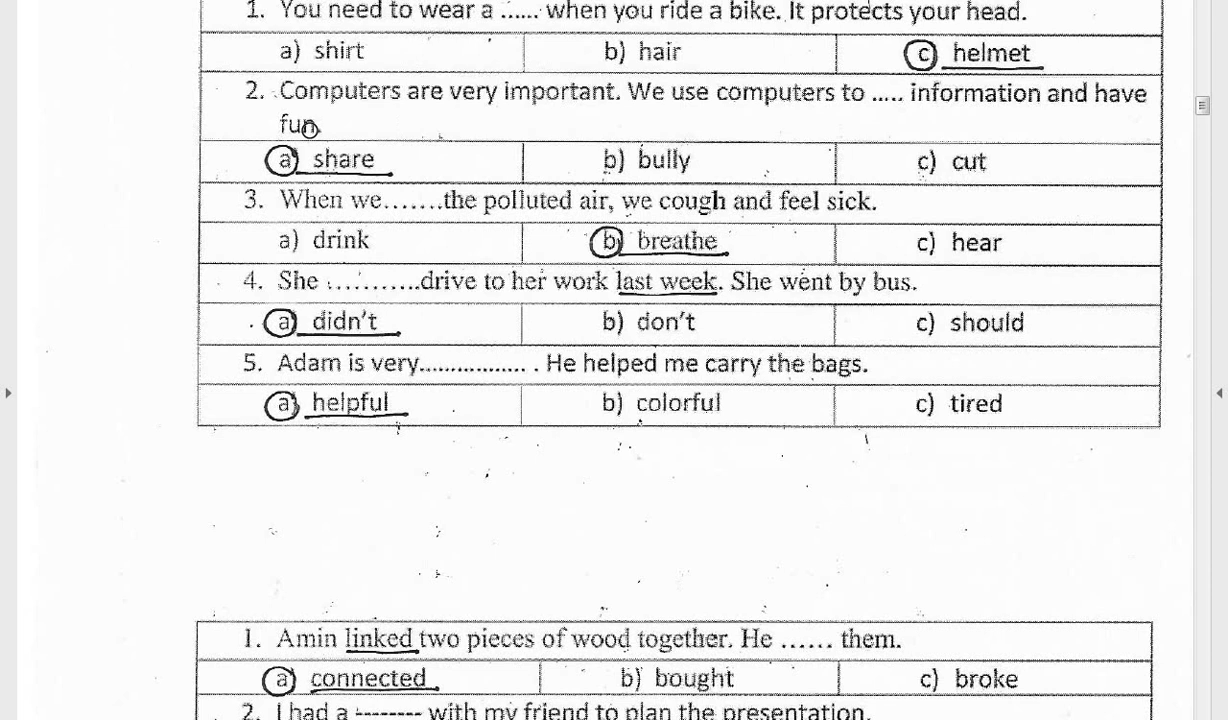 1. You need to wear a ...... when you ride a bike. It protects your head.
a) shirt b) hair c) helmet
2. Computers are very important. We use computers to ..... information and have
fun.
a) share b) bully c) cut
3. When we.......the polluted air, we cough and feel sick.
a) drink b) breathe c) hear
4. She ...........drive to her work last week. She went by bus.
a) didn't b) don't c) should
5. Adam is very................. . He helped me carry the bags.
a) helpful b) colorful c) tired
1. Amin linked two pieces of wood together. He ...... them.
a) connected b) bought c) broke
2. I had a -------- with my friend to plan the presentation.